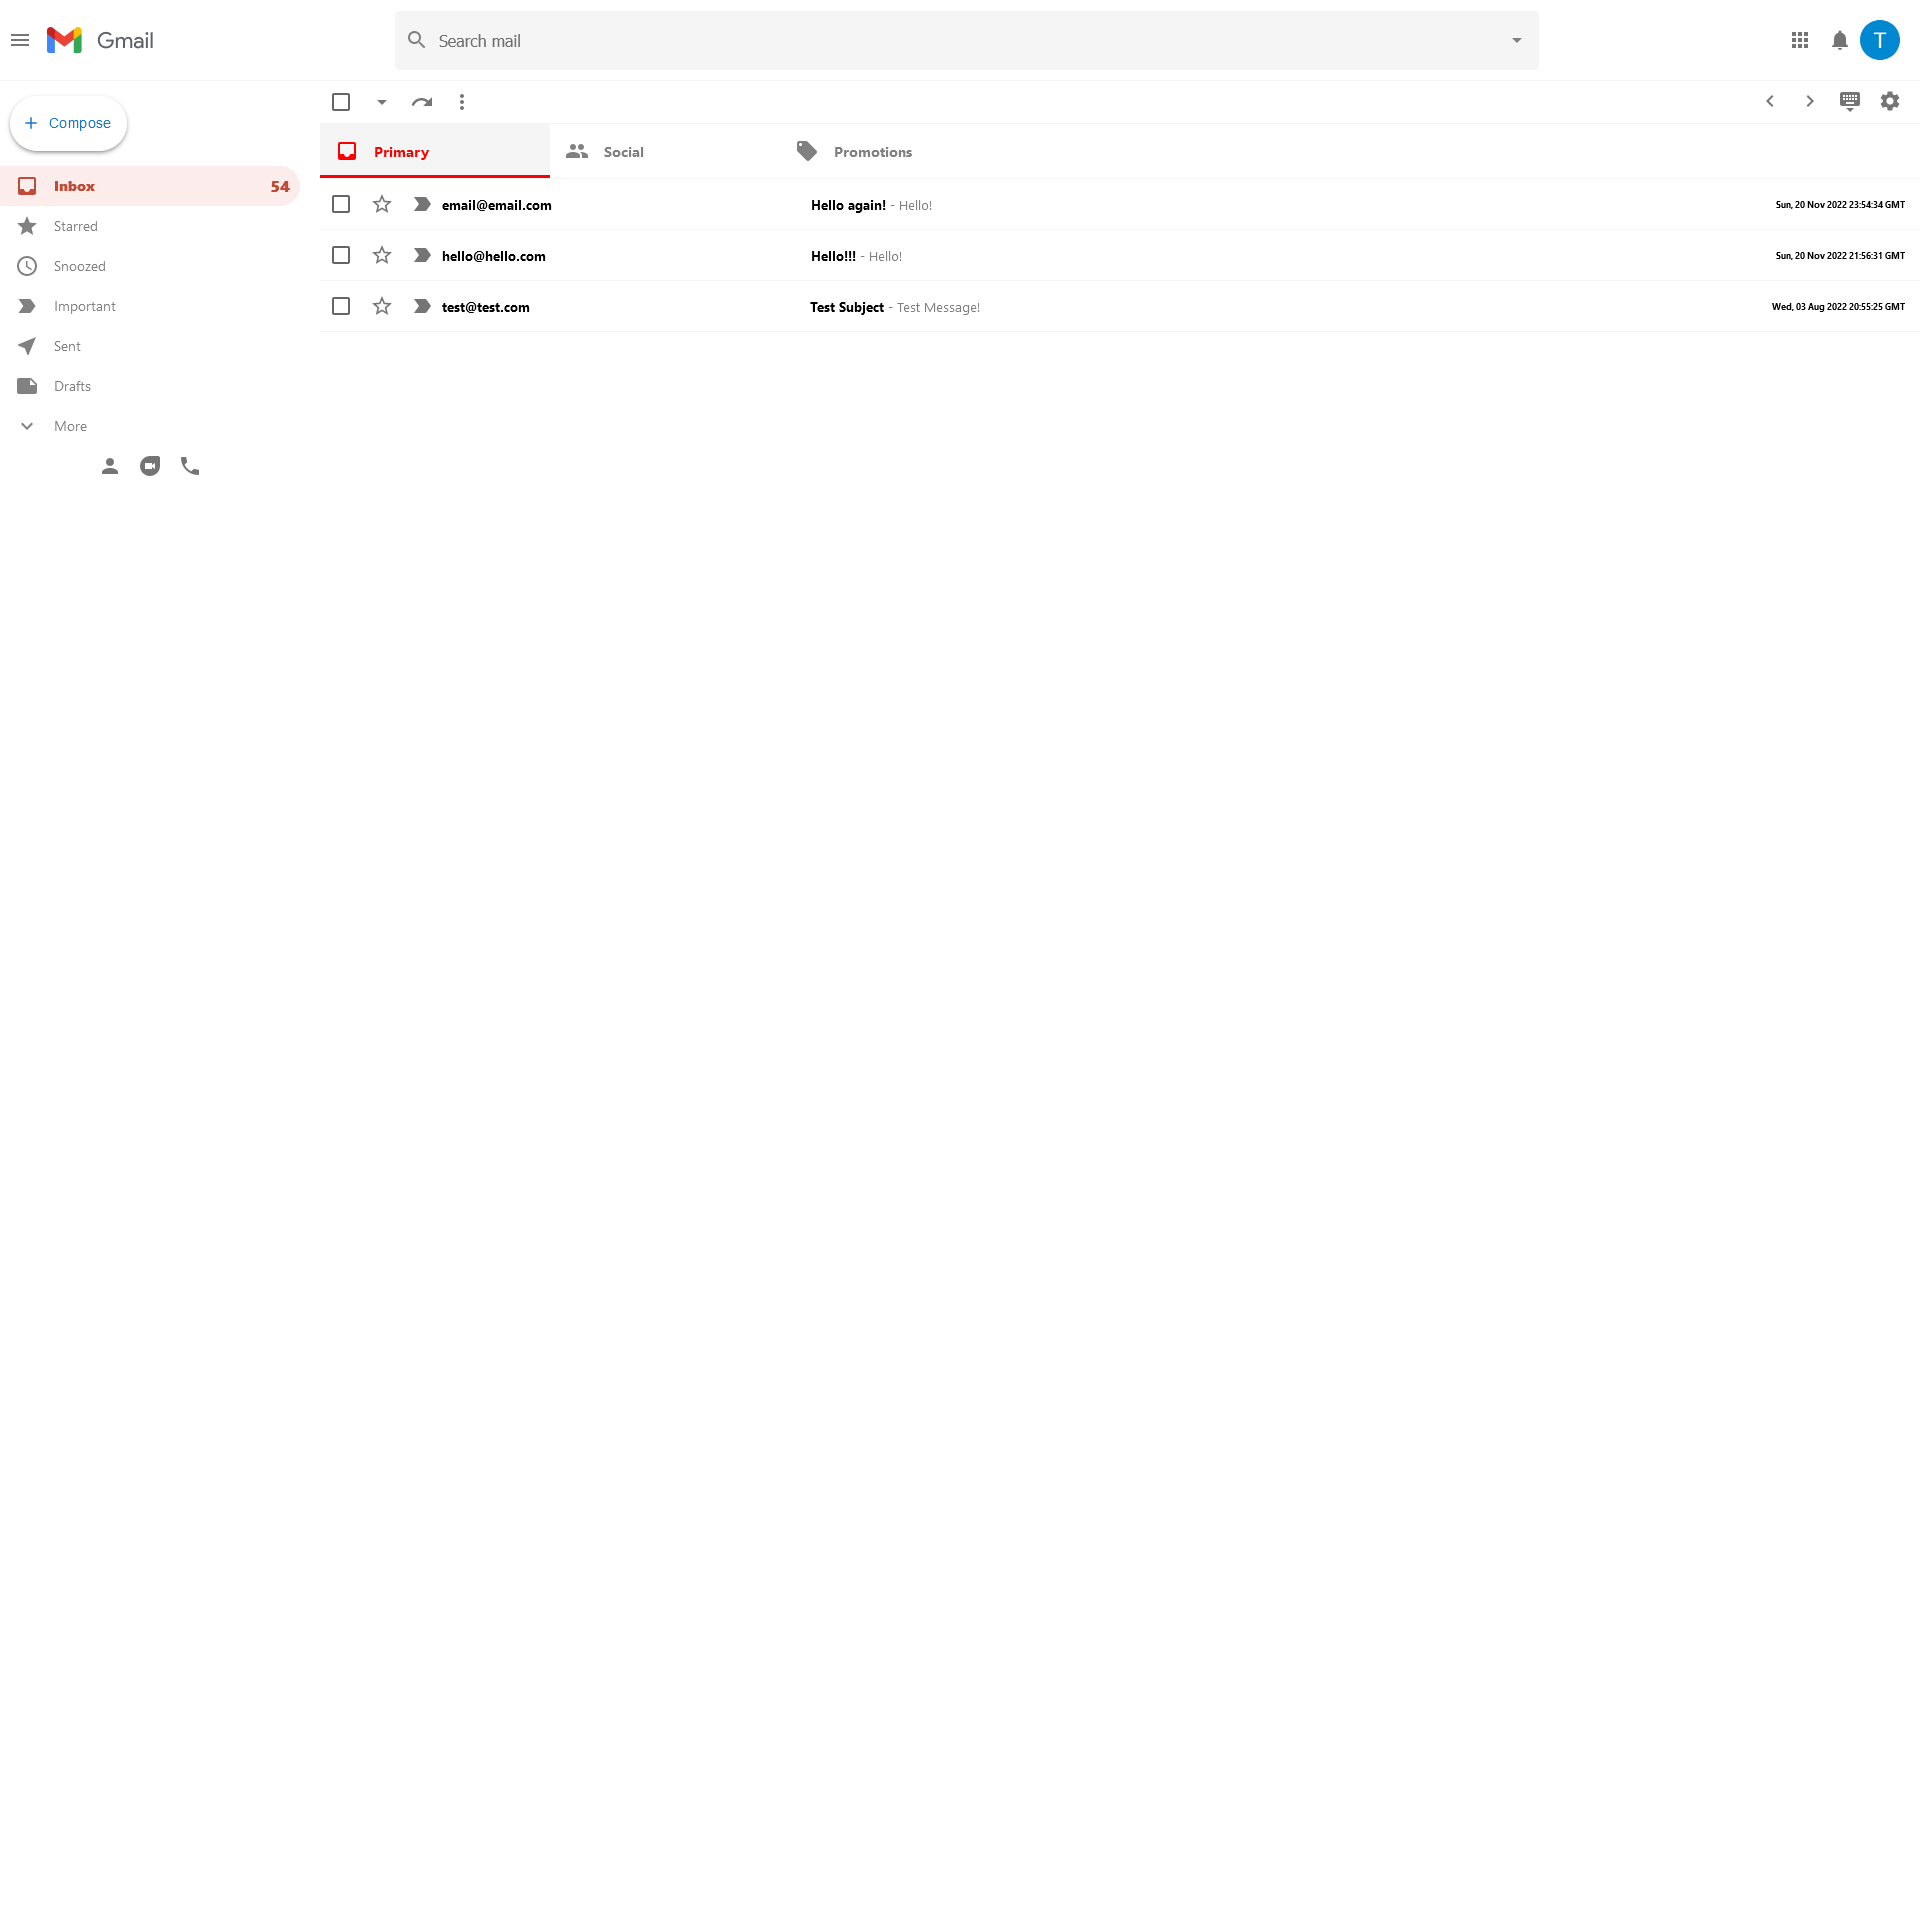 Gmail
Search mail
T
Compose
Inbox 54
Starred
Snoozed
Important
Sent
Drafts
More
Primary Social Promotions
email@email.com Hello again! - Hello! Sun, 20 Nov 2022 23:54:34 GMT
hello@hello.com Hello!!! - Hello! Sun, 20 Nov 2022 21:56:31 GMT
test@test.com Test Subject - Test Message! Wed, 03 Aug 2022 20:55:25 GMT